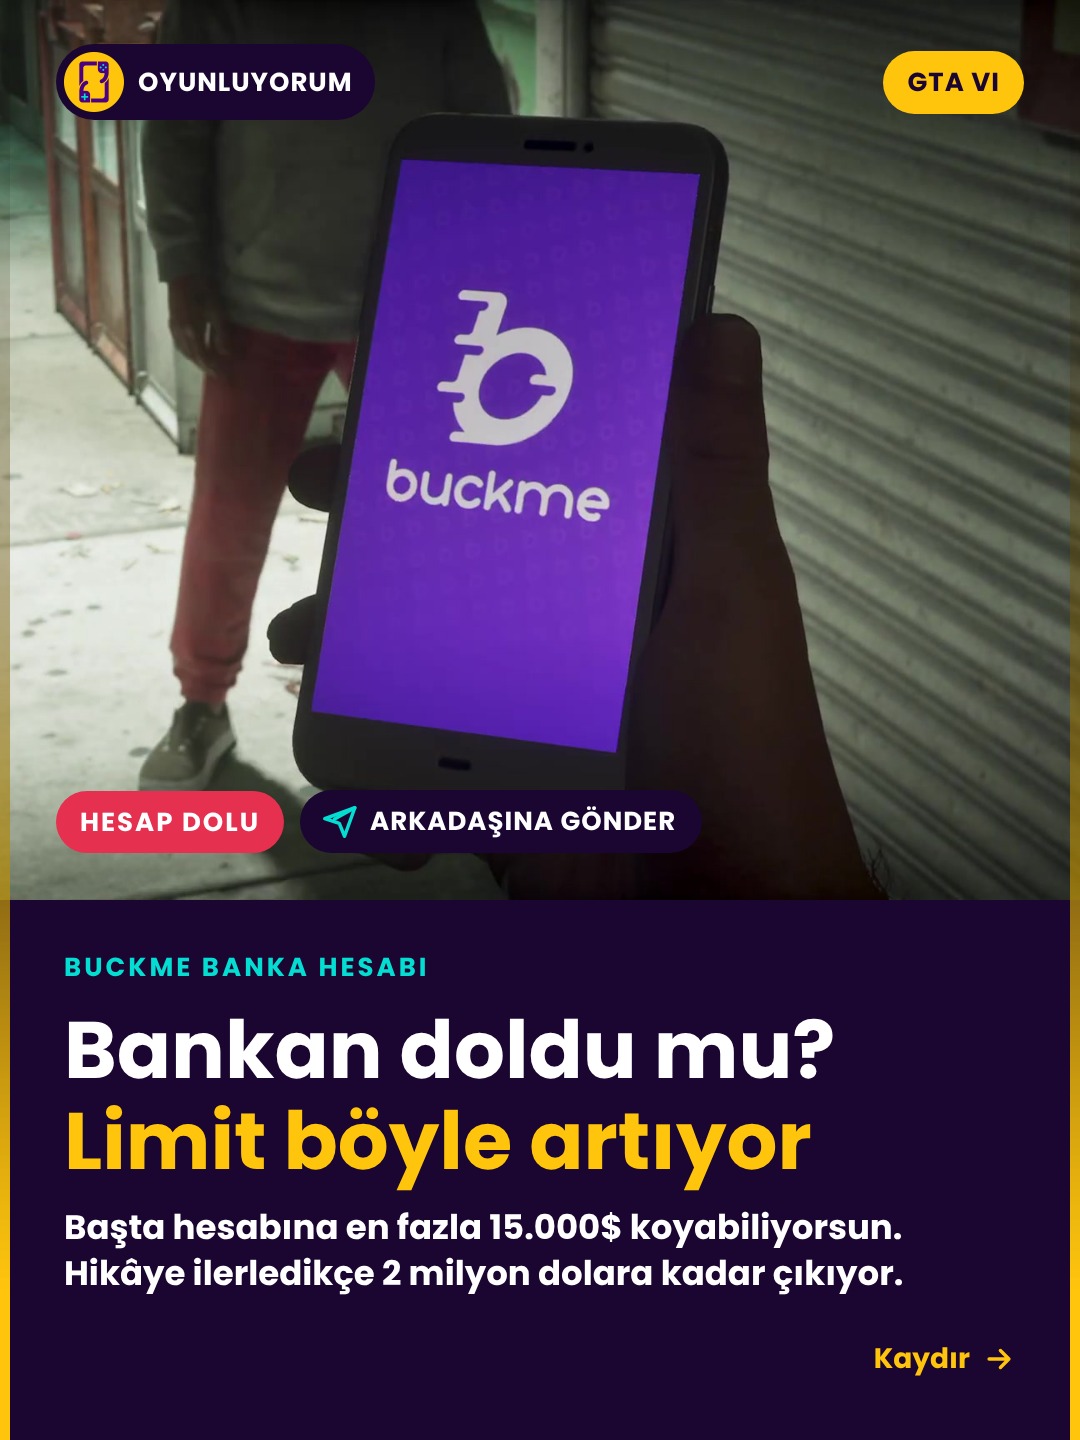 OYUNLUYORUM
GTA VI
buckme
HESAP DOLU
ARKADAŞINA GÖNDER
BUCKME BANKA HESABI
Bankan doldu mu?
Limit böyle artıyor
Başta hesabına en fazla 15.000$ koyabiliyorsun.
Hikâye ilerledikçe 2 milyon dolara kadar çıkıyor.
Kaydır →